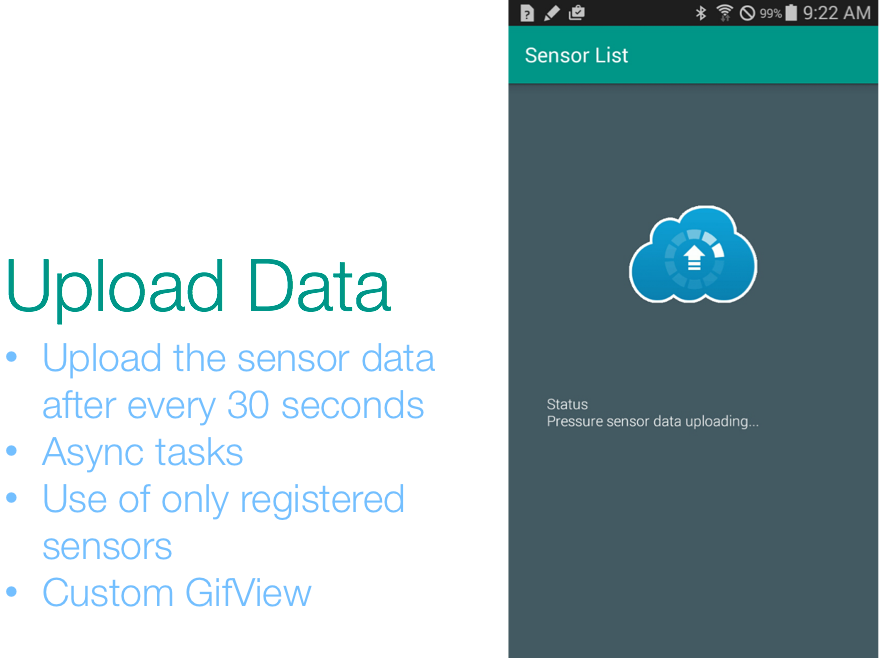 Upload Data
• Upload the sensor data
after every 30 seconds
• Async tasks
• Use of only registered
sensors
• Custom GifView
99% 9:22 AM
Sensor List
Status
Pressure sensor data uploading...